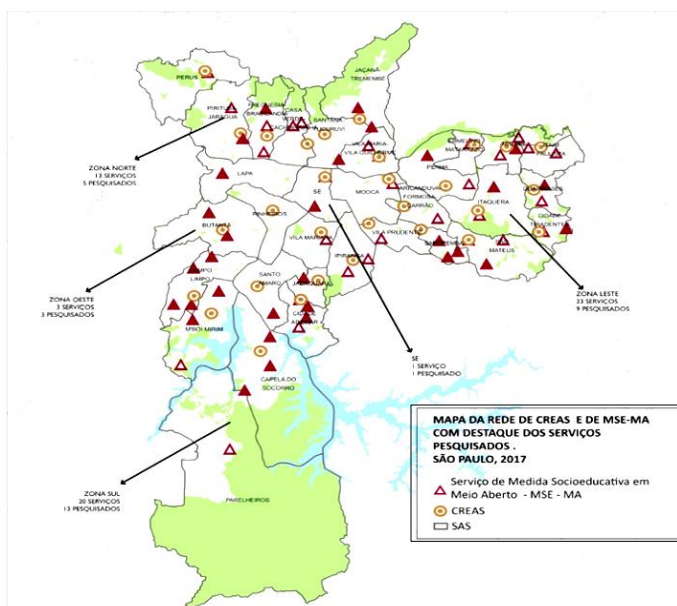 JAÇANÃ
TREMEMBÉ
PERUS
PIRITUBA
JARAGUÁ
FREGUESIA
BRASILÂNDIA
CASA
VERDE
CACHOEIRINHA
SANTANA
TUCURUVI
VILA MARIA-
VILA GUILHERME
ZONA NORTE
13 SERVIÇOS
5 PESQUISADOS
LAPA
SÉ
MOOCA
PENHA
ARICANDUVA
FORMOSA
CARRÃO
ITAQUERA
GUAIANASES
CIDADE
TIRADENTES
PINHEIROS
BUTANTÃ
VILA MARIANA
VILA PRUDENTE
SAPOPEMBA
MATEUS
IPIRANGA
CAMPO
LIMPO
SANTO
AMARO
JABAQUARA
CIDADE
ADEMAR
M'BOI MIRIM
ZONA OESTE
3 SERVIÇOS
3 PESQUISADOS
ZONA LESTE
23 SERVIÇOS
9 PESQUISADOS
SÉ
1 SERVIÇO
1 PESQUISADO
CAPELA DO
SOCORRO
ZONA SUL
20 SERVIÇOS
13 PESQUISADOS
PARELHEIROS
MAPA DA REDE DE CREAS E DE MSE-MA
COM DESTAQUE DOS SERVIÇOS
PESQUISADOS .
SÃO PAULO, 2017
Serviço de Medida Socioeducativa em
Meio Aberto - MSE - MA
CREAS
SAS